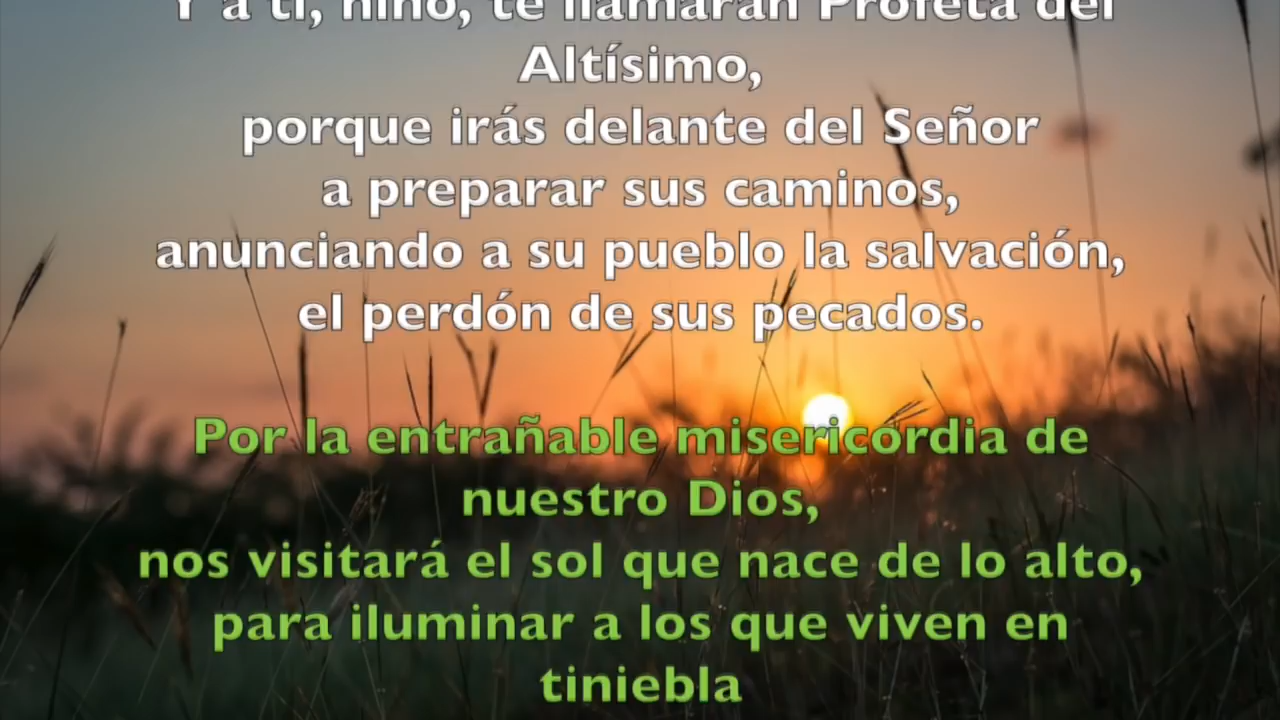 Y a ti, niño, te llamarán Profeta del
Altísimo,
porque irás delante del Señor
a preparar sus caminos,
anunciando a su pueblo la salvación,
el perdón de sus pecados.
Por la entrañable misericordia de
nuestro Dios,
nos visitará el sol que nace de lo alto,
para iluminar a los que viven en
tiniebla